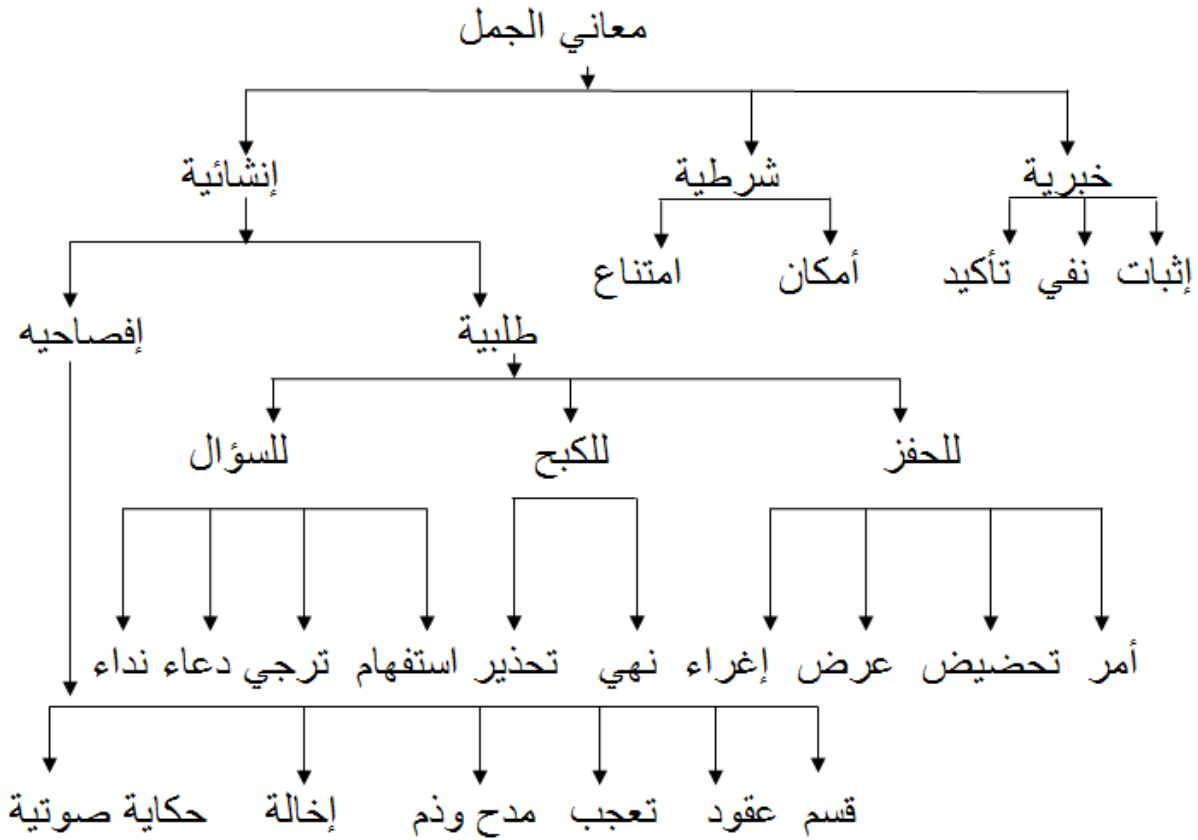 معاني الجمل
خبرية شرطية إنشائية
إثبات نفي تأكيد أمكان امتناع
طلبية إفصاحيه
للحفز للكبح للسؤال
أمر تحضيض عرض إغراء نهي تحذير استفهام ترجي دعاء نداء
قسم عقود تعجب مدح وذم إخالة حكاية صوتية